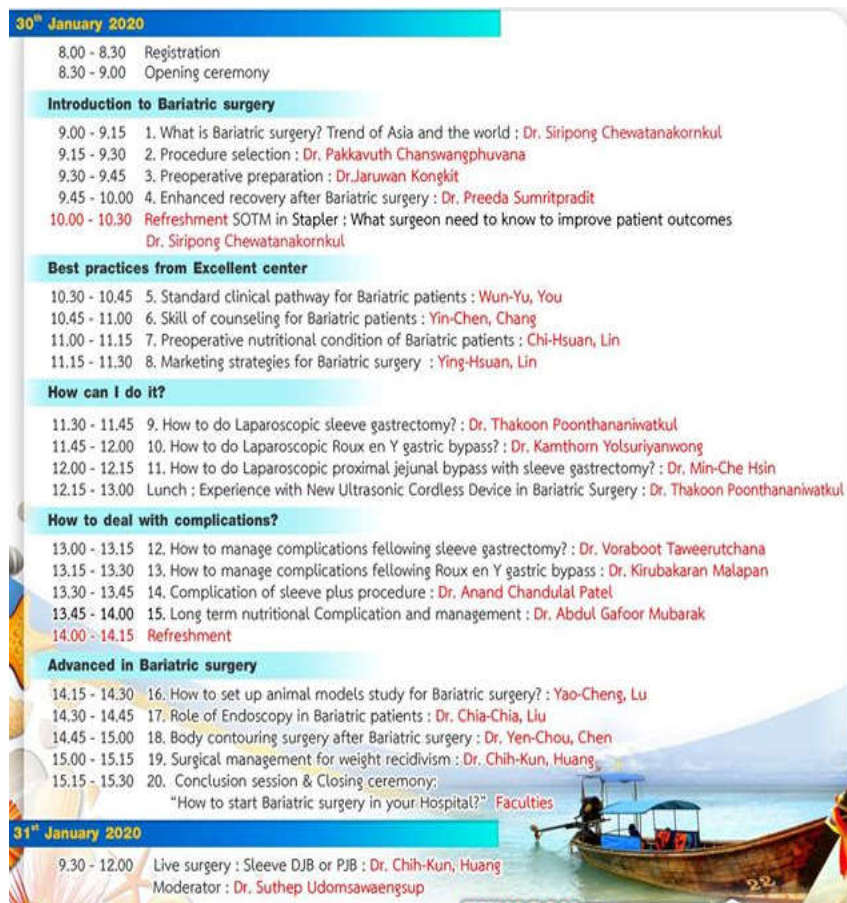 30th January 2020
8.00 - 8.30 Registration
8.30 - 9.00 Opening ceremony
Introduction to Bariatric surgery
9.00 - 9.15 1. What is Bariatric surgery? Trend of Asia and the world : Dr. Siripong Chewatanakornkul
9.15 - 9.30 2. Procedure selection : Dr. Pakkavuth Chanswangphuvana
9.30 - 9.45 3. Preoperative preparation : Dr.Jaruwan Kongkit
9.45 - 10.00 4. Enhanced recovery after Bariatric surgery : Dr. Preeda Sumritpradit
10.00 - 10.30 Refreshment SOTM in Stapler : What surgeon need to know to improve patient outcomes
Dr. Siripong Chewatanakornkul
Best practices from Excellent center
10.30 - 10.45 5. Standard clinical pathway for Bariatric patients : Wun-Yu, You
10.45 - 11.00 6. Skill of counseling for Bariatric patients : Yin-Chen, Chang
11.00 - 11.15 7. Preoperative nutritional condition of Bariatric patients : Chi-Hsuan, Lin
11.15 - 11.30 8. Marketing strategies for Bariatric surgery : Ying-Hsuan, Lin
How can I do it?
11.30 - 11.45 9. How to do Laparoscopic sleeve gastrectomy? : Dr. Thakoon Poonthananiwatkul
11.45 - 12.00 10. How to do Laparoscopic Roux en Y gastric bypass? : Dr. Kamthorn Yolsuriyanwong
12.00 - 12.15 11. How to do Laparoscopic proximal jejunal bypass with sleeve gastrectomy? : Dr. Min-Che Hsin
12.15 - 13.00 Lunch : Experience with New Ultrasonic Cordless Device in Bariatric Surgery : Dr. Thakoon Poonthananiwatkul
How to deal with complications?
13.00 - 13.15 12. How to manage complications fellowing sleeve gastrectomy? : Dr. Voraboot Taweerutchana
13.15 - 13.30 13. How to manage complications fellowing Roux en Y gastric bypass : Dr. Kirubakaran Malapan
13.30 - 13.45 14. Complication of sleeve plus procedure : Dr. Anand Chandulal Patel
13.45 - 14.00 15. Long term nutritional Complication and management : Dr. Abdul Gafoor Mubarak
14.00 - 14.15 Refreshment
Advanced in Bariatric surgery
14.15 - 14.30 16. How to set up animal models study for Bariatric surgery? : Yao-Cheng, Lu
14.30 - 14.45 17. Role of Endoscopy in Bariatric patients : Dr. Chia-Chia, Liu
14.45 - 15.00 18. Body contouring surgery after Bariatric surgery : Dr. Yen-Chou, Chen
15.00 - 15.15 19. Surgical management for weight recidivism : Dr. Chih-Kun, Huang
15.15 - 15.30 20. Conclusion session & Closing ceremony:
"How to start Bariatric surgery in your Hospital?" Faculties
31st January 2020
9.30 - 12.00 Live surgery : Sleeve DJB or PJB : Dr. Chih-Kun, Huang
Moderator : Dr. Suthep Udomsawaengsup
22